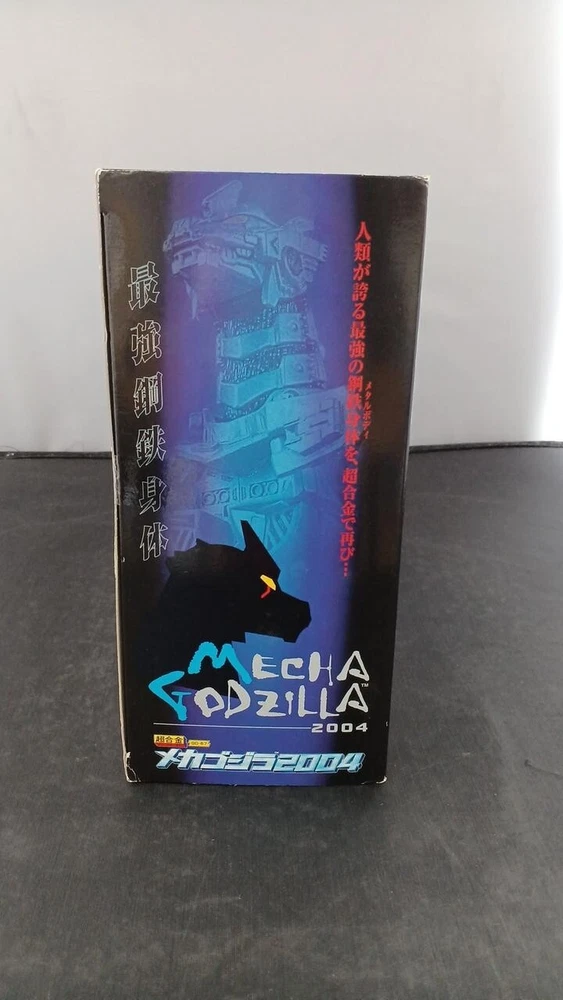 人類が誇る最強の鋼鉄身体を、超合金で再び…
メタルボディ
最強鋼鉄身体
MECHA
GODZILLA™
2004
超合金
メカゴジラ2004